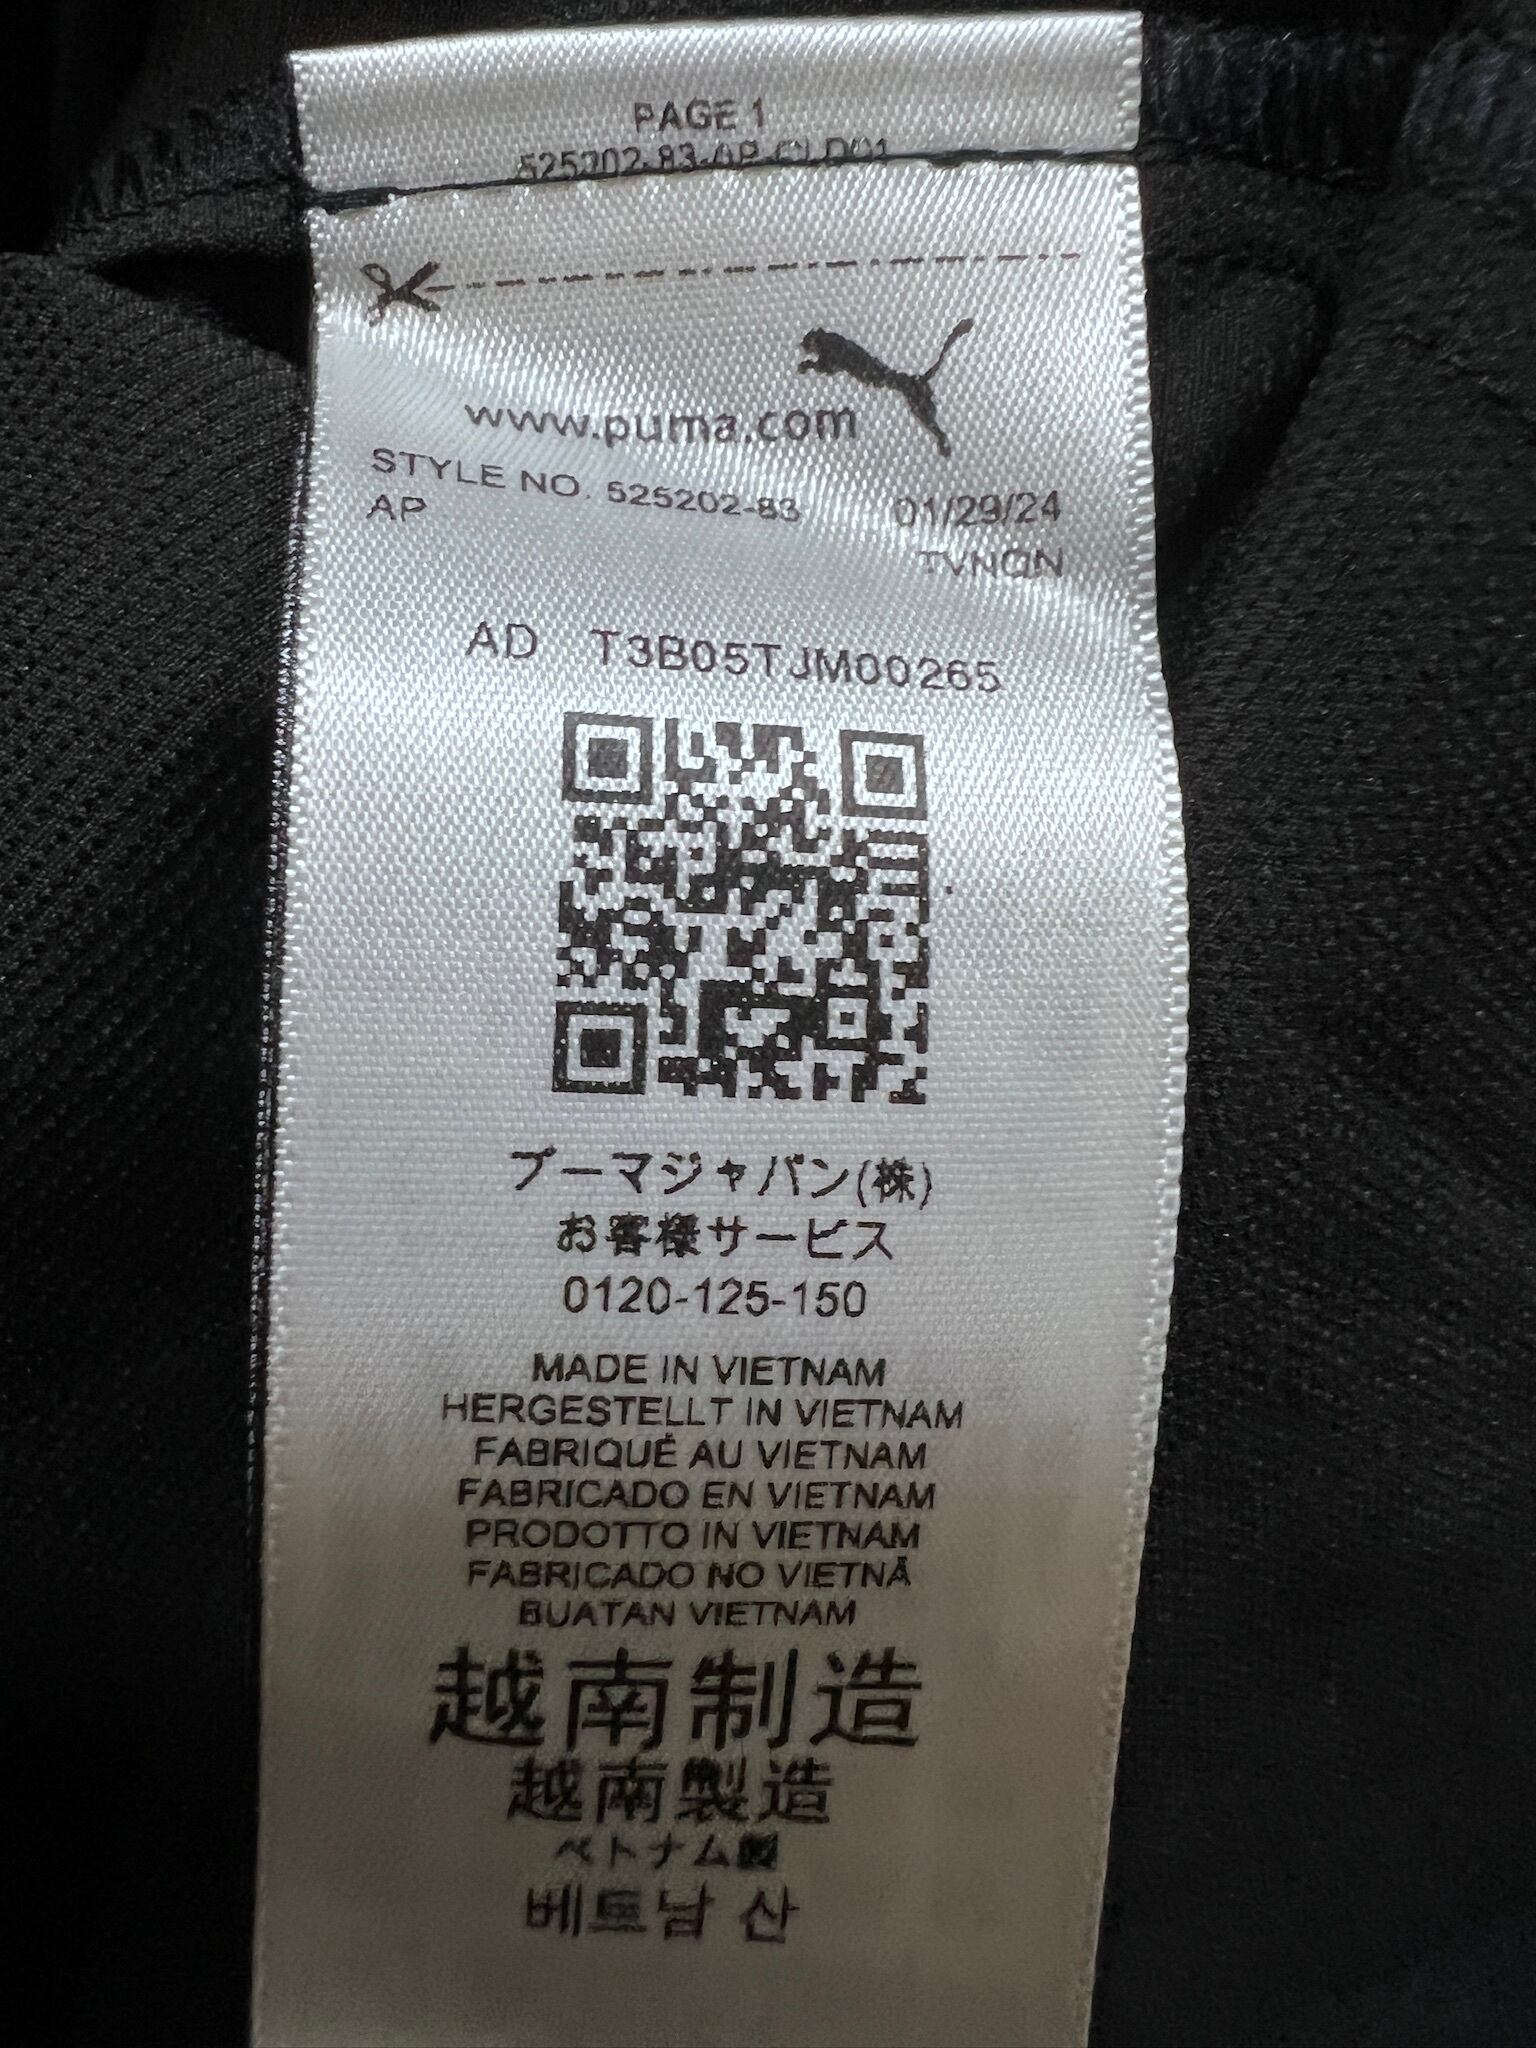 PAGE 1
525202-83-AP
www.puma.com
STYLE NO. 525202-83 01/29/24
AP TVNQN
AD T3B05TJM00265
プーマジャパン(株)
お客様サービス
0120-125-150
MADE IN VIETNAM
HERGESTELLT IN VIETNAM
FABRIQUÉ AU VIETNAM
FABRICADO EN VIETNAM
PRODOTTO IN VIETNAM
FABRICADO NO VIETNÃ
BUATAN VIETNAM
越南制造
越南製造
ベトナム製
베트남 산